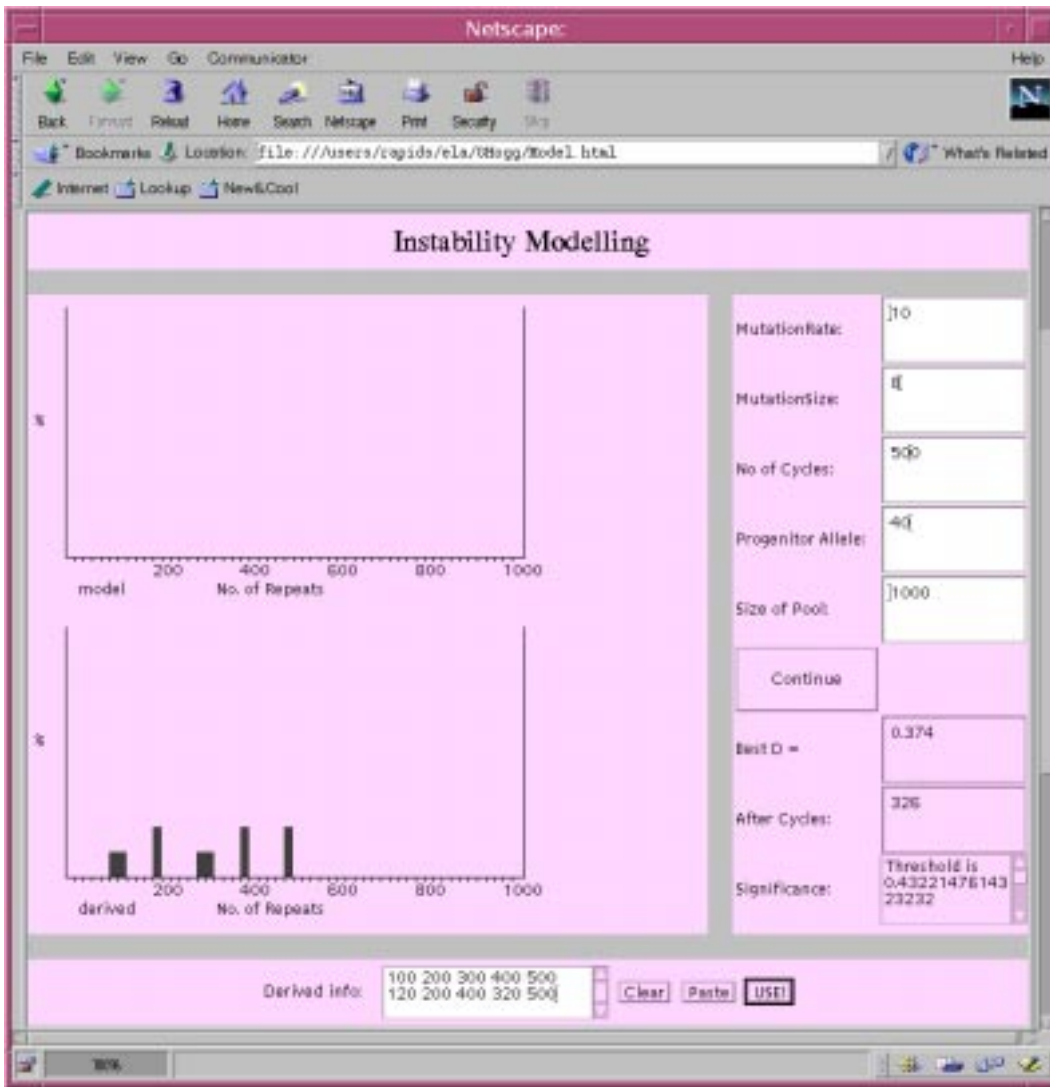 Netscape:
File Edit View Go Communicator Help
Back Forward Reload Home Search Netscape Print Security Stop
Bookmarks Location: file:///users/rapids/ela/UHogg/Model.html What's Related
Internet Lookup New&Cool
Instability Modelling
MutationRate: 10
MutationSize: 8
%
No of Cycles: 500
Progenitor Allele: 40
200 400 600 800 1000
model No. of Repeats
Size of Pool: 1000
Continue
%
Best D = 0.374
After Cycles: 326
200 400 600 800 1000
derived No. of Repeats
Significance: Threshold is
0.43221476143
23232
Derived info: 100 200 300 400 500
120 200 400 320 500
Clear Paste USE!